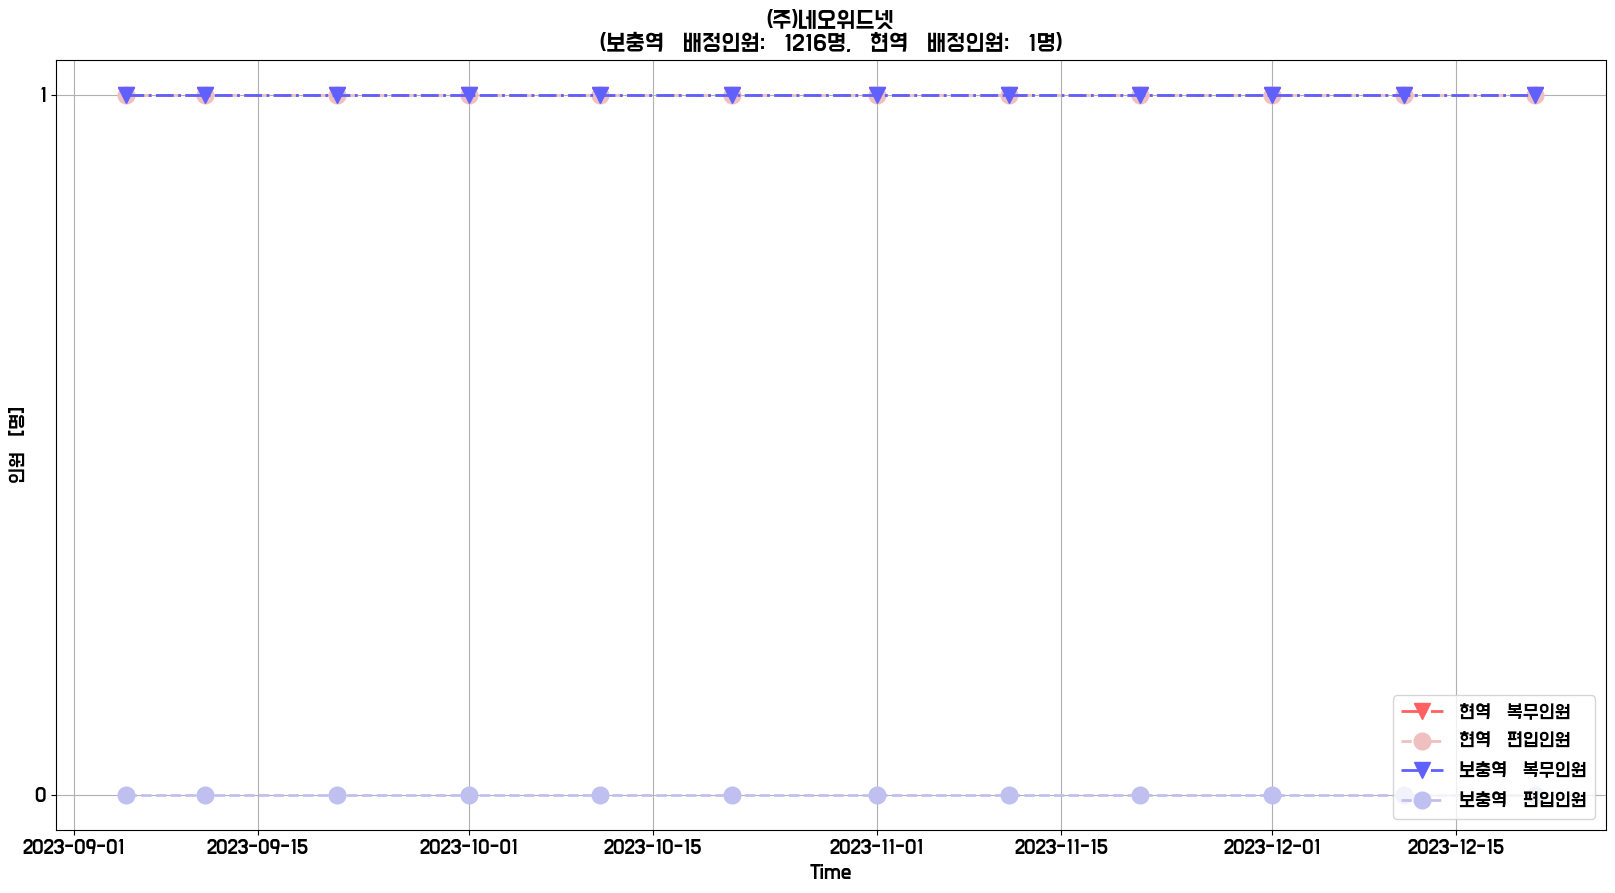 (주)네오위드넷
(보충역 배정인원: 1216명, 현역 배정인원: 1명)
1
인원 [명]
0
현역 복무인원
현역 편입인원
보충역 복무인원
보충역 편입인원
2023-09-01 2023-09-15 2023-10-01 2023-10-15 2023-11-01 2023-11-15 2023-12-01 2023-12-15
Time